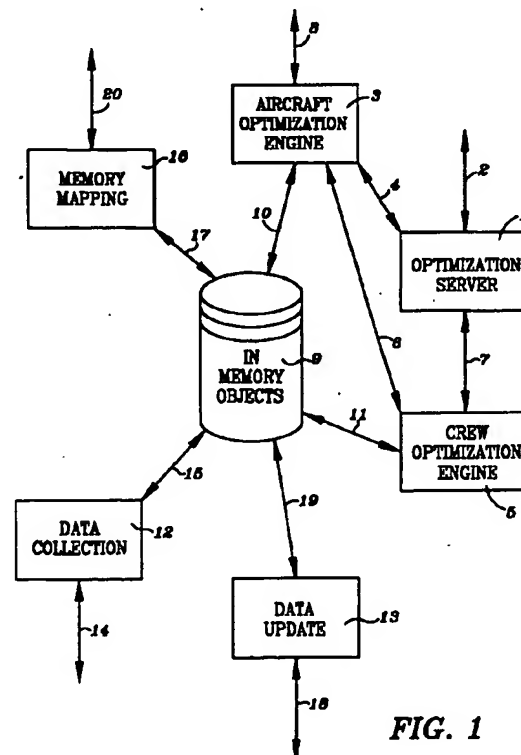 8
20
AIRCRAFT
OPTIMIZATION
ENGINE
3
16
MEMORY
MAPPING
2
4
10
17
OPTIMIZATION
SERVER
IN
MEMORY
OBJECTS
9
6
7
11
CREW
OPTIMIZATION
ENGINE
5
15
19
DATA
COLLECTION
12
DATA
UPDATE
13
14
18
FIG. 1